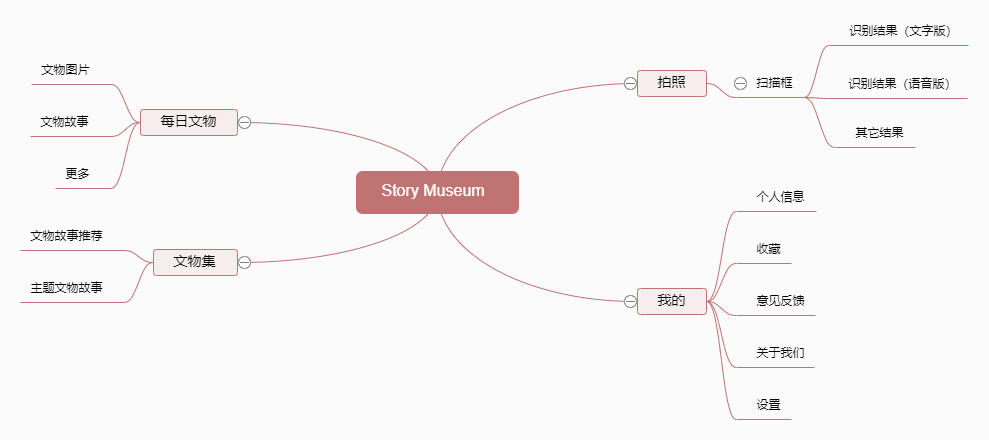 Story Museum
每日文物
文物图片
文物故事
更多
文物集
文物故事推荐
主题文物故事
拍照
扫描框
识别结果（文字版）
识别结果（语音版）
其它结果
我的
个人信息
收藏
意见反馈
关于我们
设置